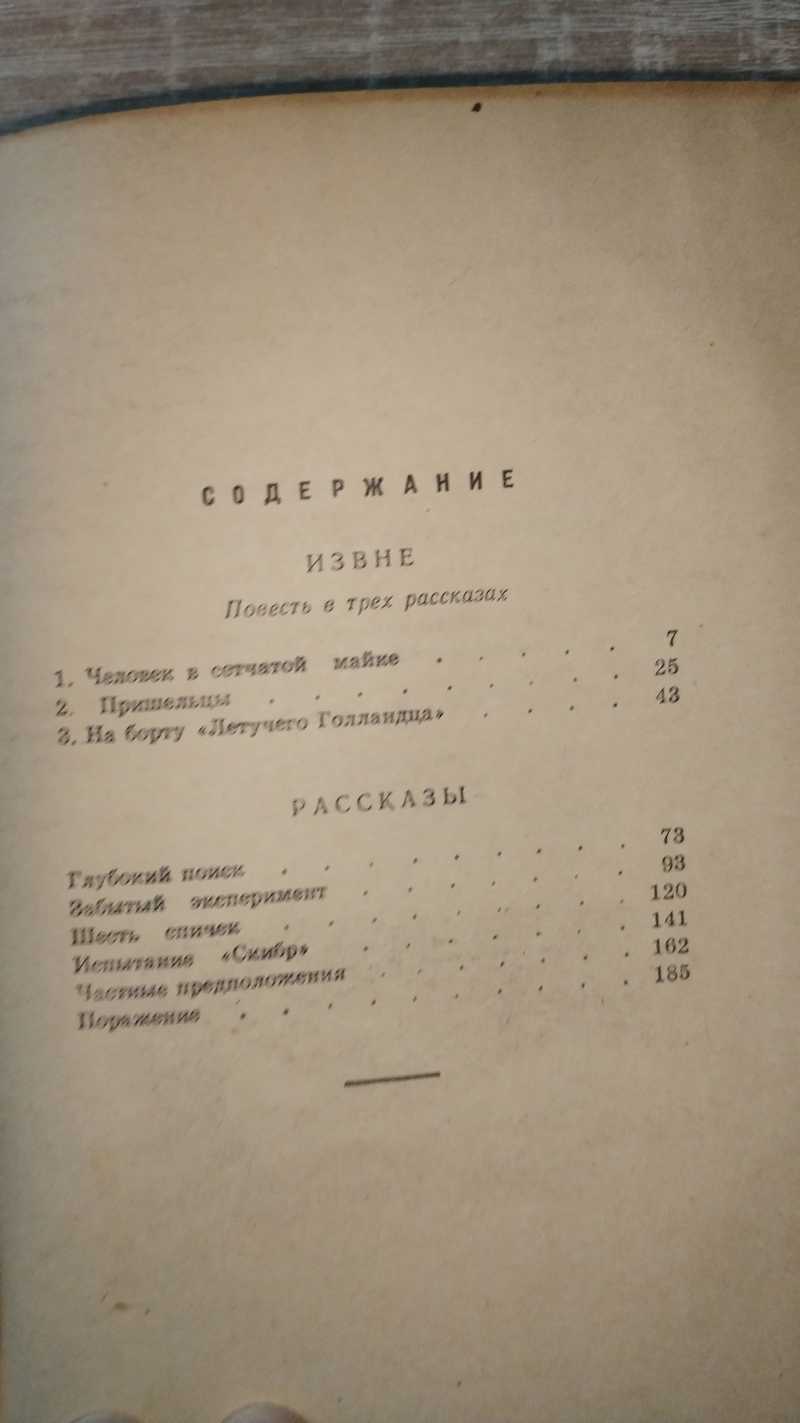 СОДЕРЖАНИЕ
ИЗВНЕ
Повесть в трех рассказах
1. Человек в сетчатой майке . . . . . 7
2. Пришельцы . . . . . . . . . 25
3. На борту «Летучего Голландца» . . . . 43
РАССКАЗЫ
Глубокий поиск . . . . . . . . . 73
Забытый эксперимент . . . . . . . 93
Шесть спичек . . . . . . . . . 120
Испытание «Скибр» . . . . . . . 141
Частные предположения . . . . . . . 162
Поражение . . . . . . . . . . 185